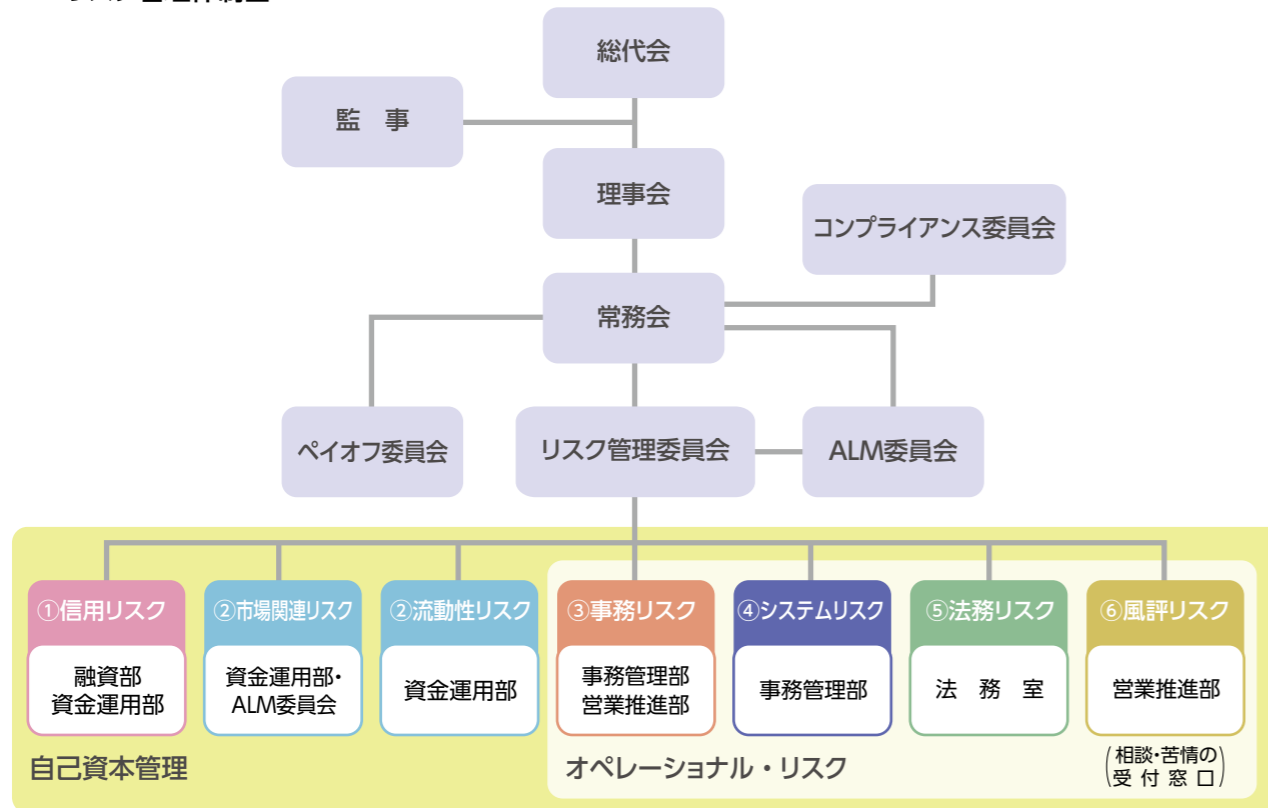 総代会
監　事
理事会
コンプライアンス委員会
常務会
ペイオフ委員会
リスク管理委員会
ALM委員会
①信用リスク
融資部
資金運用部
②市場関連リスク
資金運用部・
ALM委員会
②流動性リスク
資金運用部
③事務リスク
事務管理部
営業推進部
④システムリスク
事務管理部
⑤法務リスク
法　務　室
⑥風評リスク
営業推進部
(相談・苦情の
受 付 窓 口)
自己資本管理
オペレーショナル・リスク